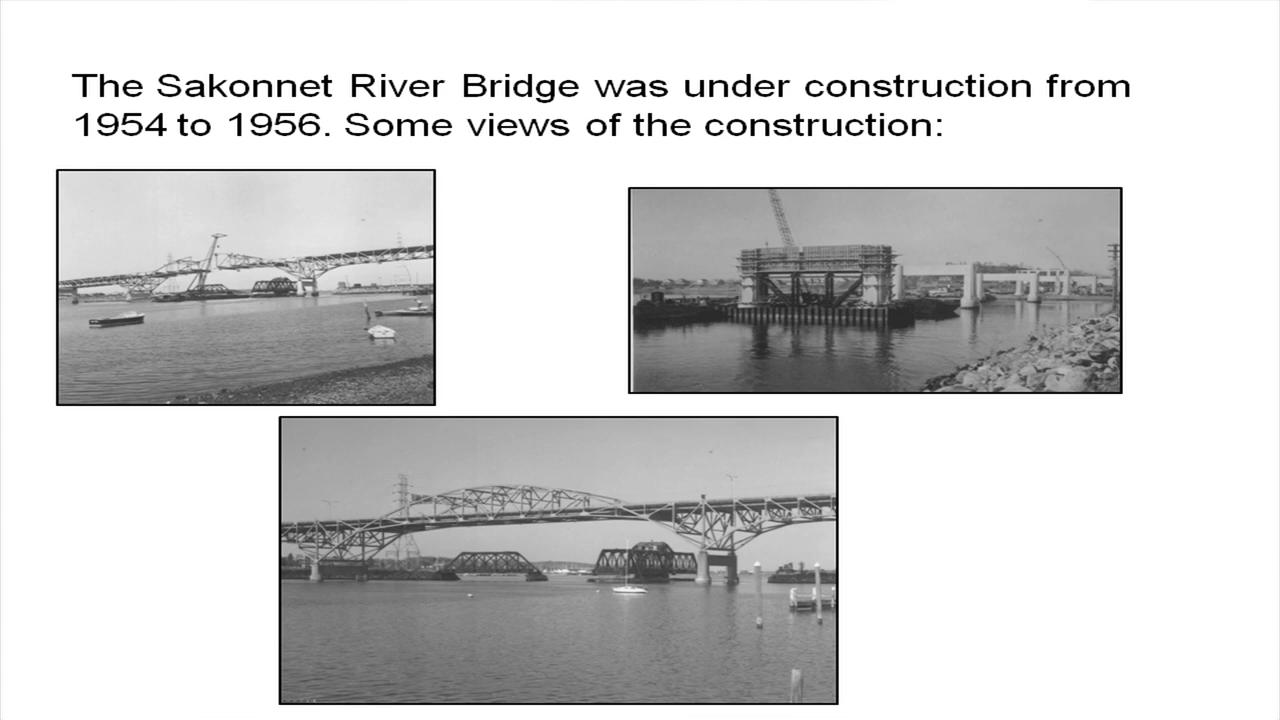 The Sakonnet River Bridge was under construction from
1954 to 1956. Some views of the construction: